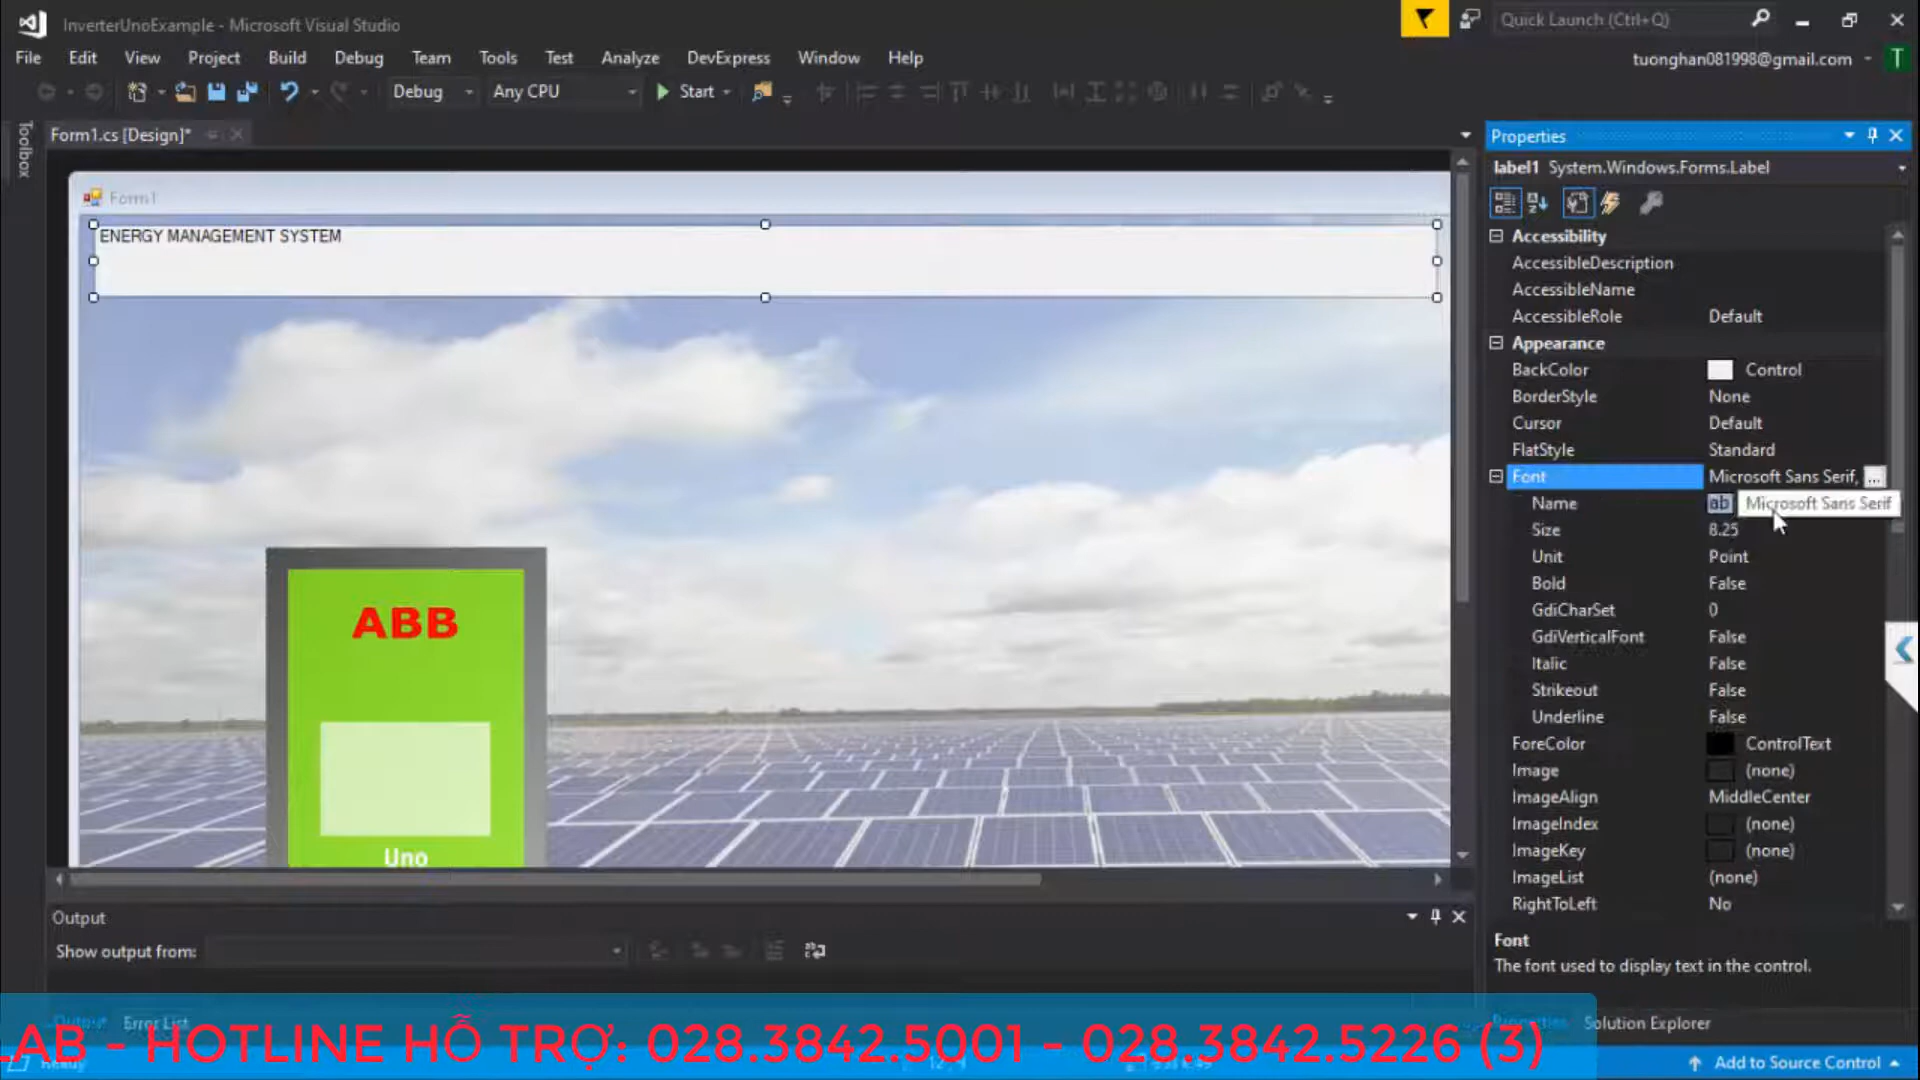 InverterUnoExample - Microsoft Visual Studio
Quick Launch (Ctrl+Q)
File Edit View Project Build Debug Team Tools Test Analyze DevExpress Window Help
tuonghan081998@gmail.com T
Debug Any CPU Start
Toolbox
Form1.cs [Design]*
Form1
ENERGY MANAGEMENT SYSTEM
ABB
Uno
Properties
label1 System.Windows.Forms.Label
Accessibility
AccessibleDescription
AccessibleName
AccessibleRole Default
Appearance
BackColor Control
BorderStyle None
Cursor Default
FlatStyle Standard
Font Microsoft Sans Serif, ...
Name ab Microsoft Sans Serif
Size 8.25
Unit Point
Bold False
GdiCharSet 0
GdiVerticalFont False
Italic False
Strikeout False
Underline False
ForeColor ControlText
Image (none)
ImageAlign MiddleCenter
ImageIndex (none)
ImageKey (none)
ImageList (none)
RightToLeft No
Font
The font used to display text in the control.
Output
Show output from:
Output Error List
Properties Solution Explorer
LAB - HOTLINE HỖ TRỢ: 028.3842.5001 - 028.3842.5226 (3)
Ready
Add to Source Control